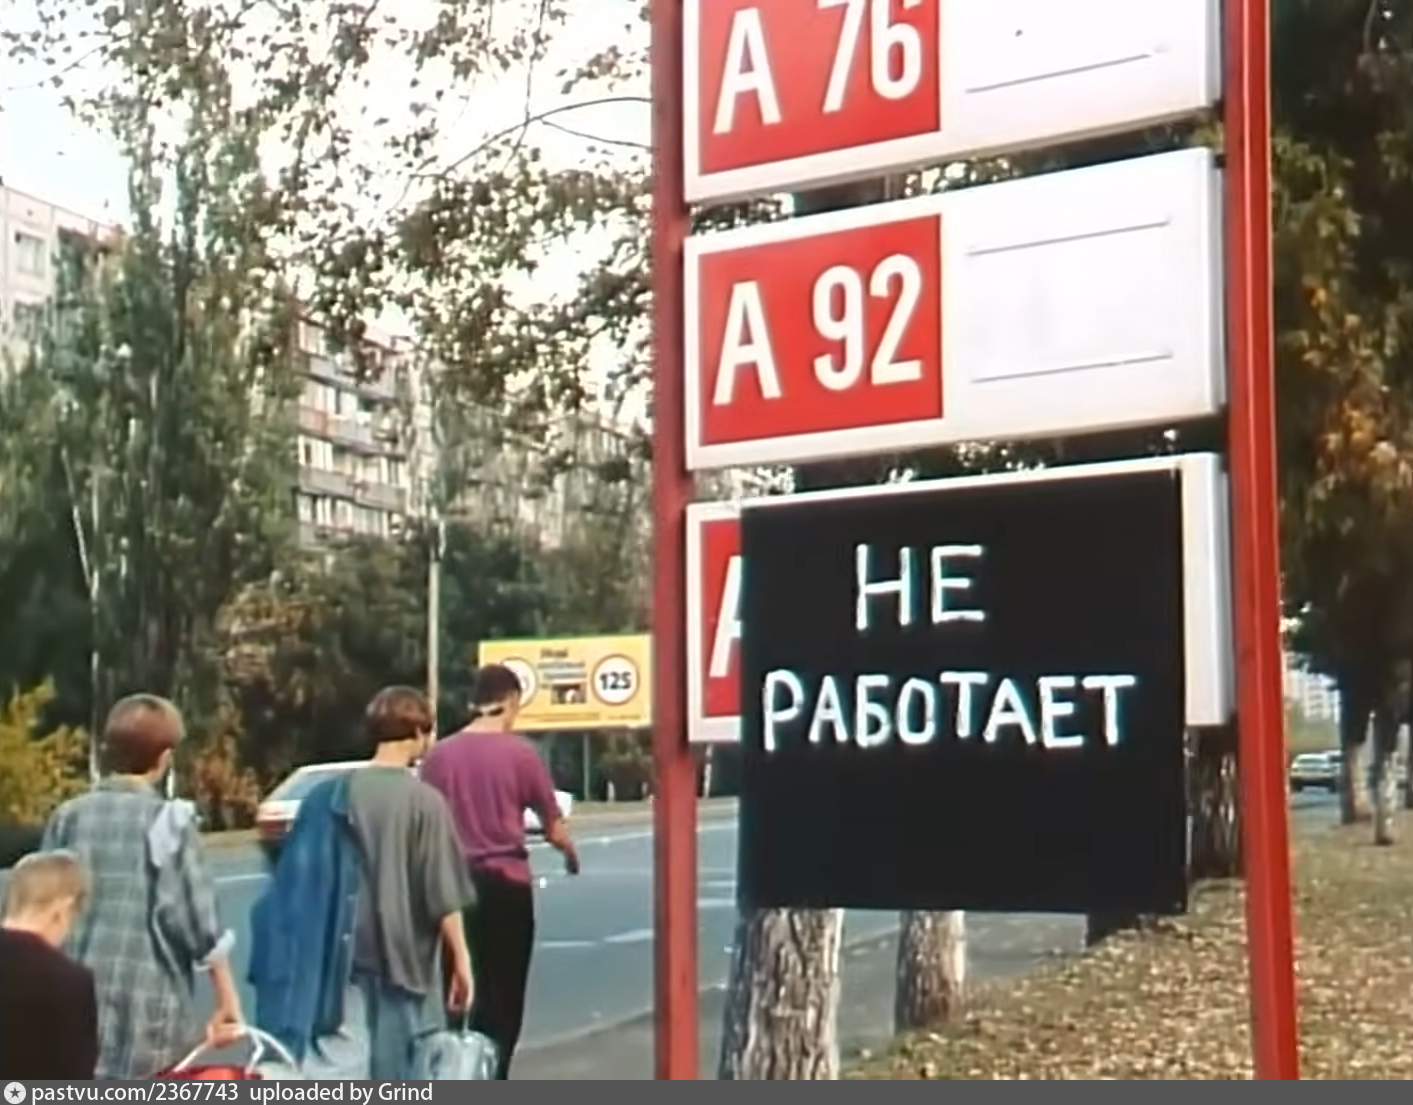 А 76
А 92
А
НЕ
РАБОТАЕТ
125
pastvu.com/2367743 uploaded by Grind